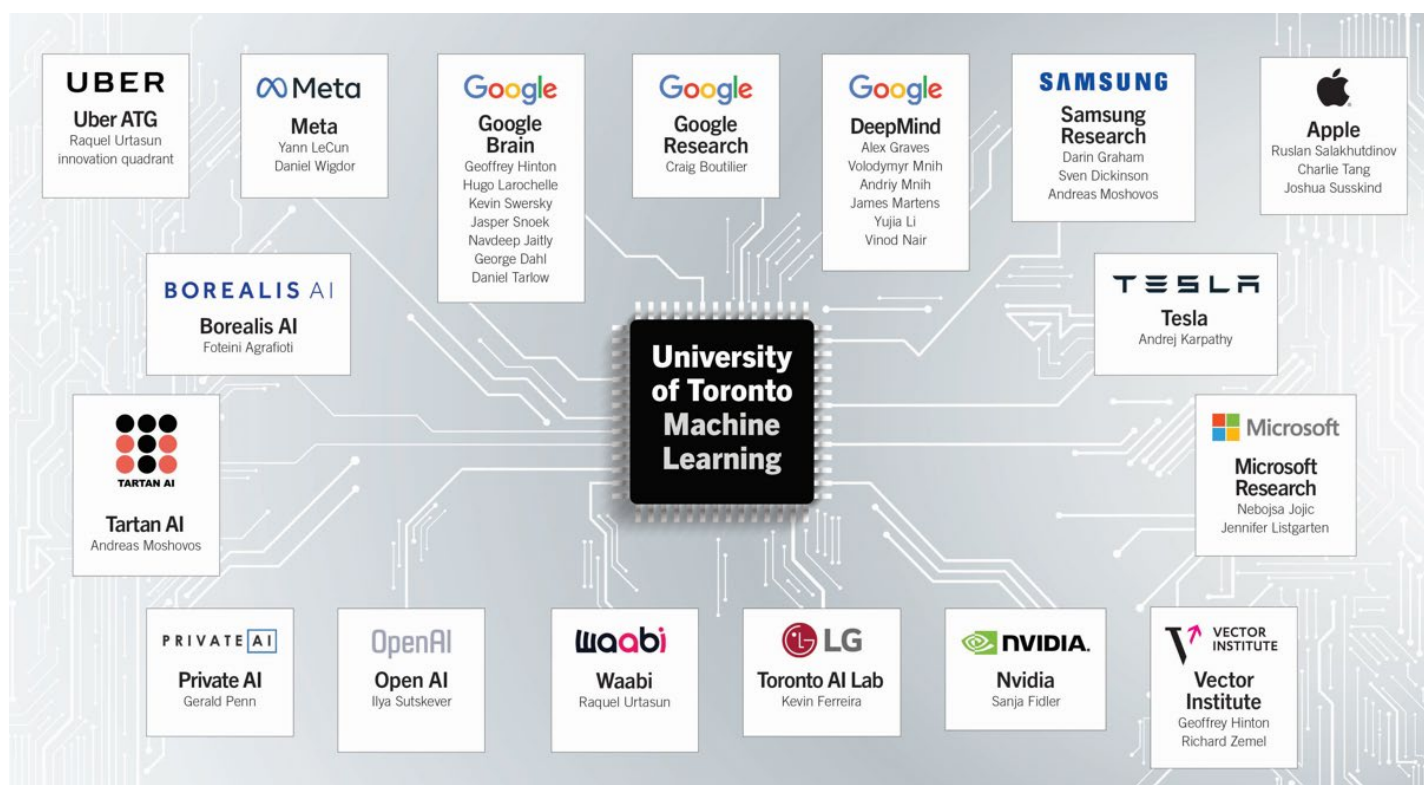 UBER
Uber ATG
Raquel Urtasun
innovation quadrant
Meta
Meta
Yann LeCun
Daniel Wigdor
Google
Google
Brain
Geoffrey Hinton
Hugo Larochelle
Kevin Swersky
Jasper Snoek
Navdeep Jaitly
George Dahl
Daniel Tarlow
Google
Google
Research
Craig Boutilier
Google
DeepMind
Alex Graves
Volodymyr Mnih
Andriy Mnih
James Martens
Yujia Li
Vinod Nair
SAMSUNG
Samsung
Research
Darin Graham
Sven Dickinson
Andreas Moshovos
Apple
Ruslan Salakhutdinov
Charlie Tang
Joshua Susskind
BOREALIS AI
Borealis AI
Foteini Agrafioti
University
of Toronto
Machine
Learning
TESLA
Tesla
Andrej Karpathy
TARTAN AI
Tartan AI
Andreas Moshovos
Microsoft
Microsoft
Research
Nebojsa Jojic
Jennifer Listgarten
PRIVATE AI
Private AI
Gerald Penn
OpenAI
Open AI
Ilya Sutskever
waabi
Waabi
Raquel Urtasun
LG
Toronto AI Lab
Kevin Ferreira
NVIDIA.
Nvidia
Sanja Fidler
VECTOR
INSTITUTE
Vector
Institute
Geoffrey Hinton
Richard Zemel